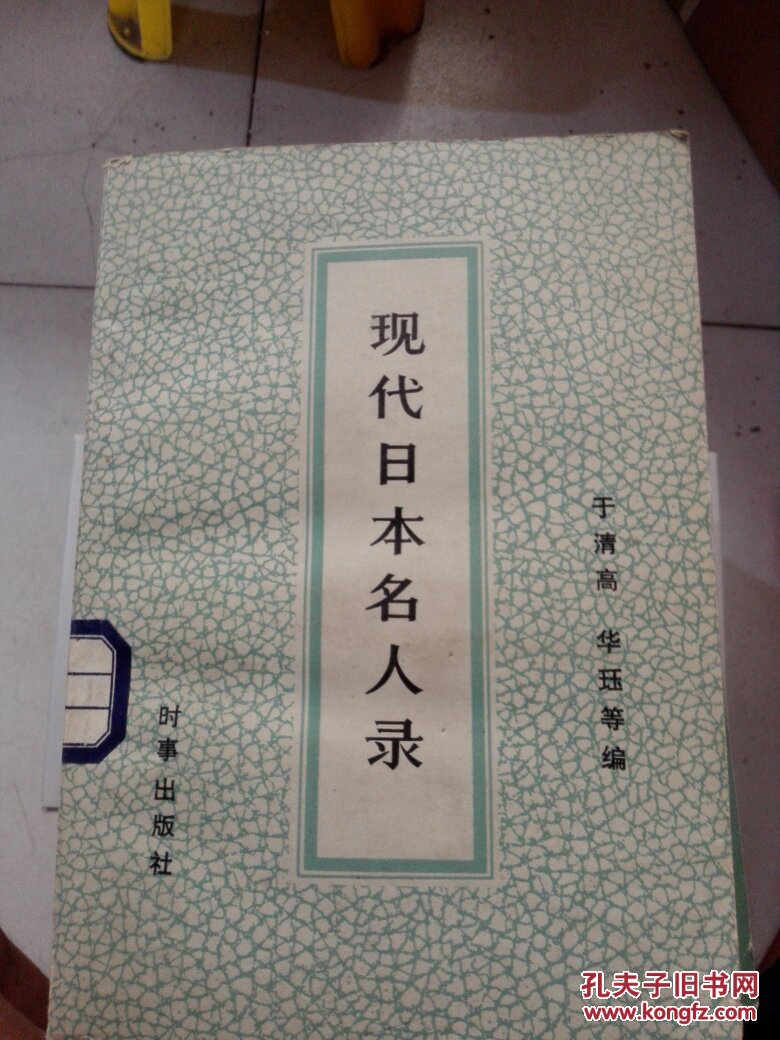 现代日本名人录
于清高 华珏等编
时事出版社
孔夫子旧书网
www.kongfz.com